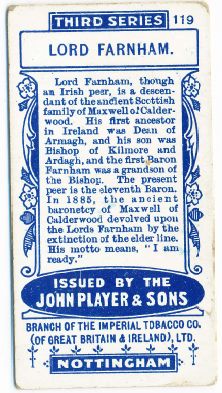 THIRD SERIES 119
LORD FARNHAM.
Lord Farnham, though
an Irish peer, is a descen-
dant of the ancient Scottish
family of Maxwell of Calder-
wood. His first ancestor
in Ireland was Dean of
Armagh, and his son was
Bishop of Kilmore and
Ardagh, and the first Baron
Farnham was a grandson of
the Bishop. The present
peer is the eleventh Baron.
In 1885, the ancient
baronetcy of Maxwell of
Calderwood devolved upon
the Lords Farnham by the
extinction of the elder line.
His motto means, "I am
ready."
ISSUED BY THE
JOHN PLAYER & SONS
BRANCH OF THE IMPERIAL TOBACCO CO.
(OF GREAT BRITAIN & IRELAND), LTD.
NOTTINGHAM